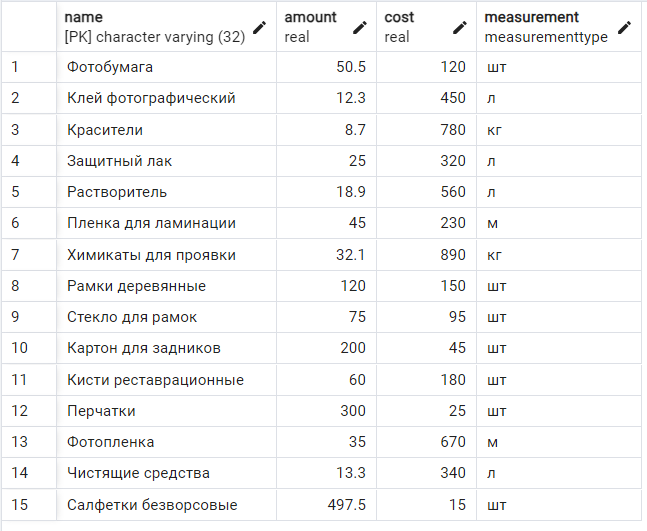 name amount cost measurement
[PK] character varying (32) real real measurementtype
1 Фотобумага 50.5 120 шт
2 Клей фотографический 12.3 450 л
3 Красители 8.7 780 кг
4 Защитный лак 25 320 л
5 Растворитель 18.9 560 л
6 Пленка для ламинации 45 230 м
7 Химикаты для проявки 32.1 890 кг
8 Рамки деревянные 120 150 шт
9 Стекло для рамок 75 95 шт
10 Картон для задников 200 45 шт
11 Кисти реставрационные 60 180 шт
12 Перчатки 300 25 шт
13 Фотопленка 35 670 м
14 Чистящие средства 13.3 340 л
15 Салфетки безворсовые 497.5 15 шт